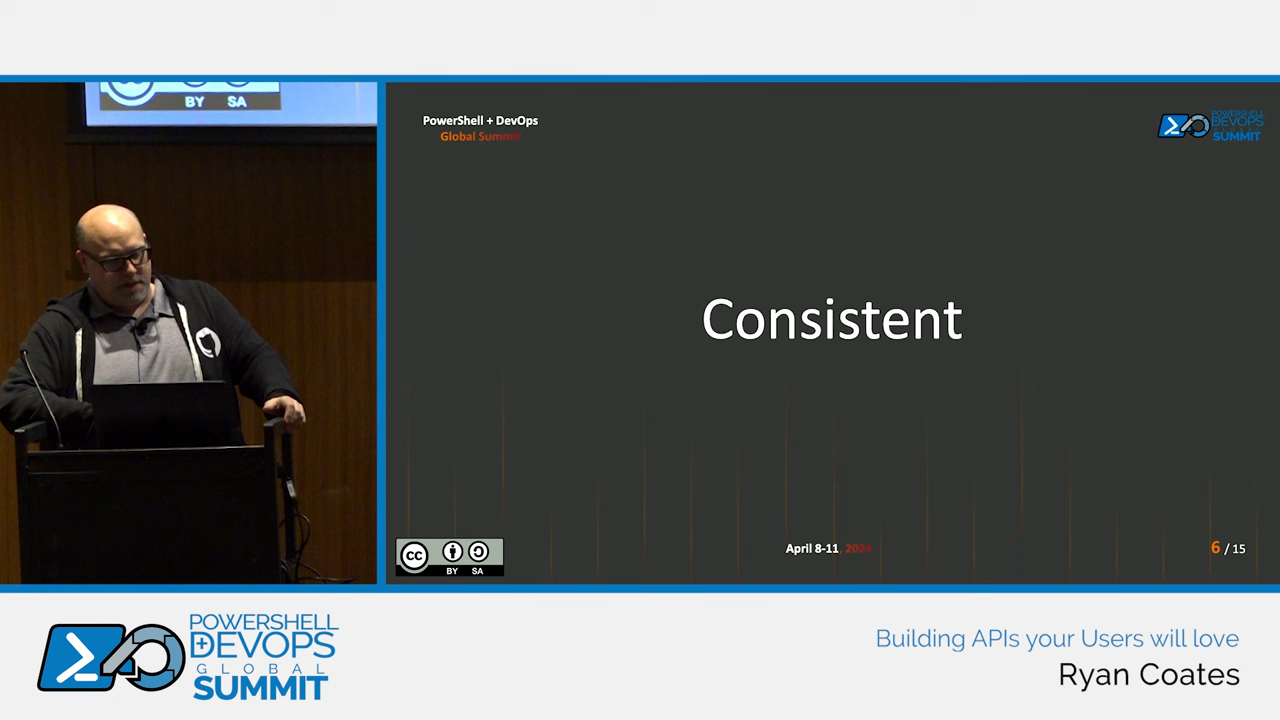 BY SA
PowerShell + DevOps
Global Summit
POWERSHELL
DEVOPS
SUMMIT
Consistent
cc
BY SA
April 8-11, 2024
6 / 15
POWERSHELL
+DEVOPS
GLOBAL
SUMMIT
Building APIs your Users will love
Ryan Coates